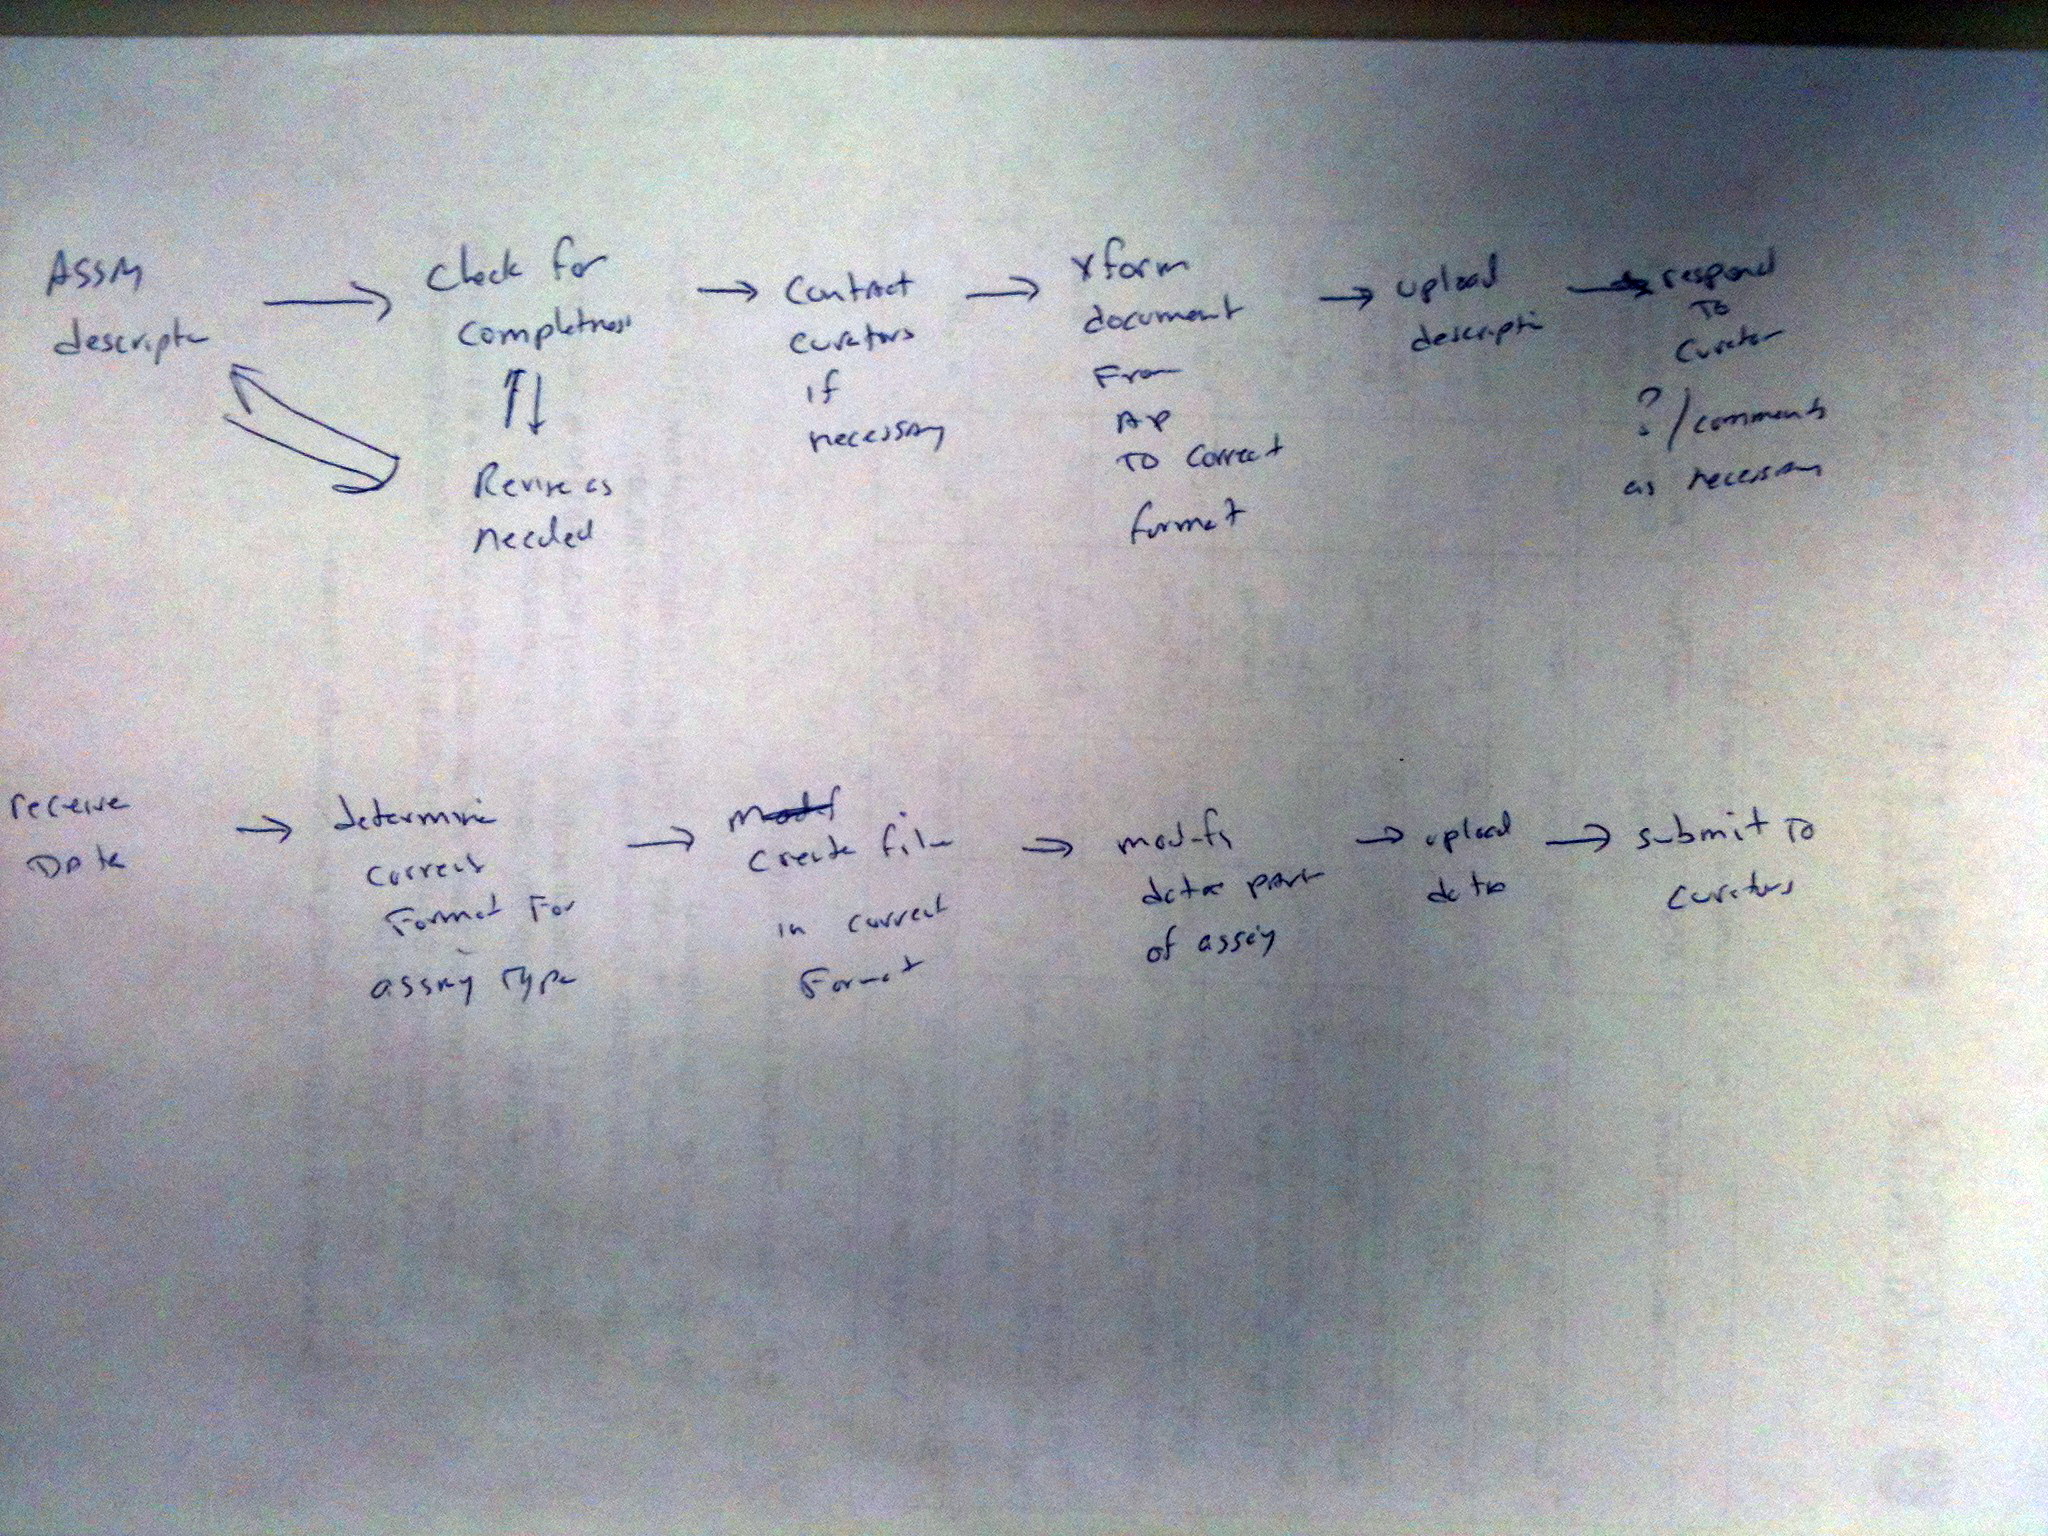 Assay
descriptn
Check for
completness
Revise as
needed
Contact
curators
if
necessary
Xform
document
From
AP
TO correct
format
upload
descripti
respond
TO
Curator
? / comments
as necessary
receive
Data
determine
correct
Format For
assay Type
modif
create file
in correct
Format
modify
data part
of assay
upload
data
submit TO
curators